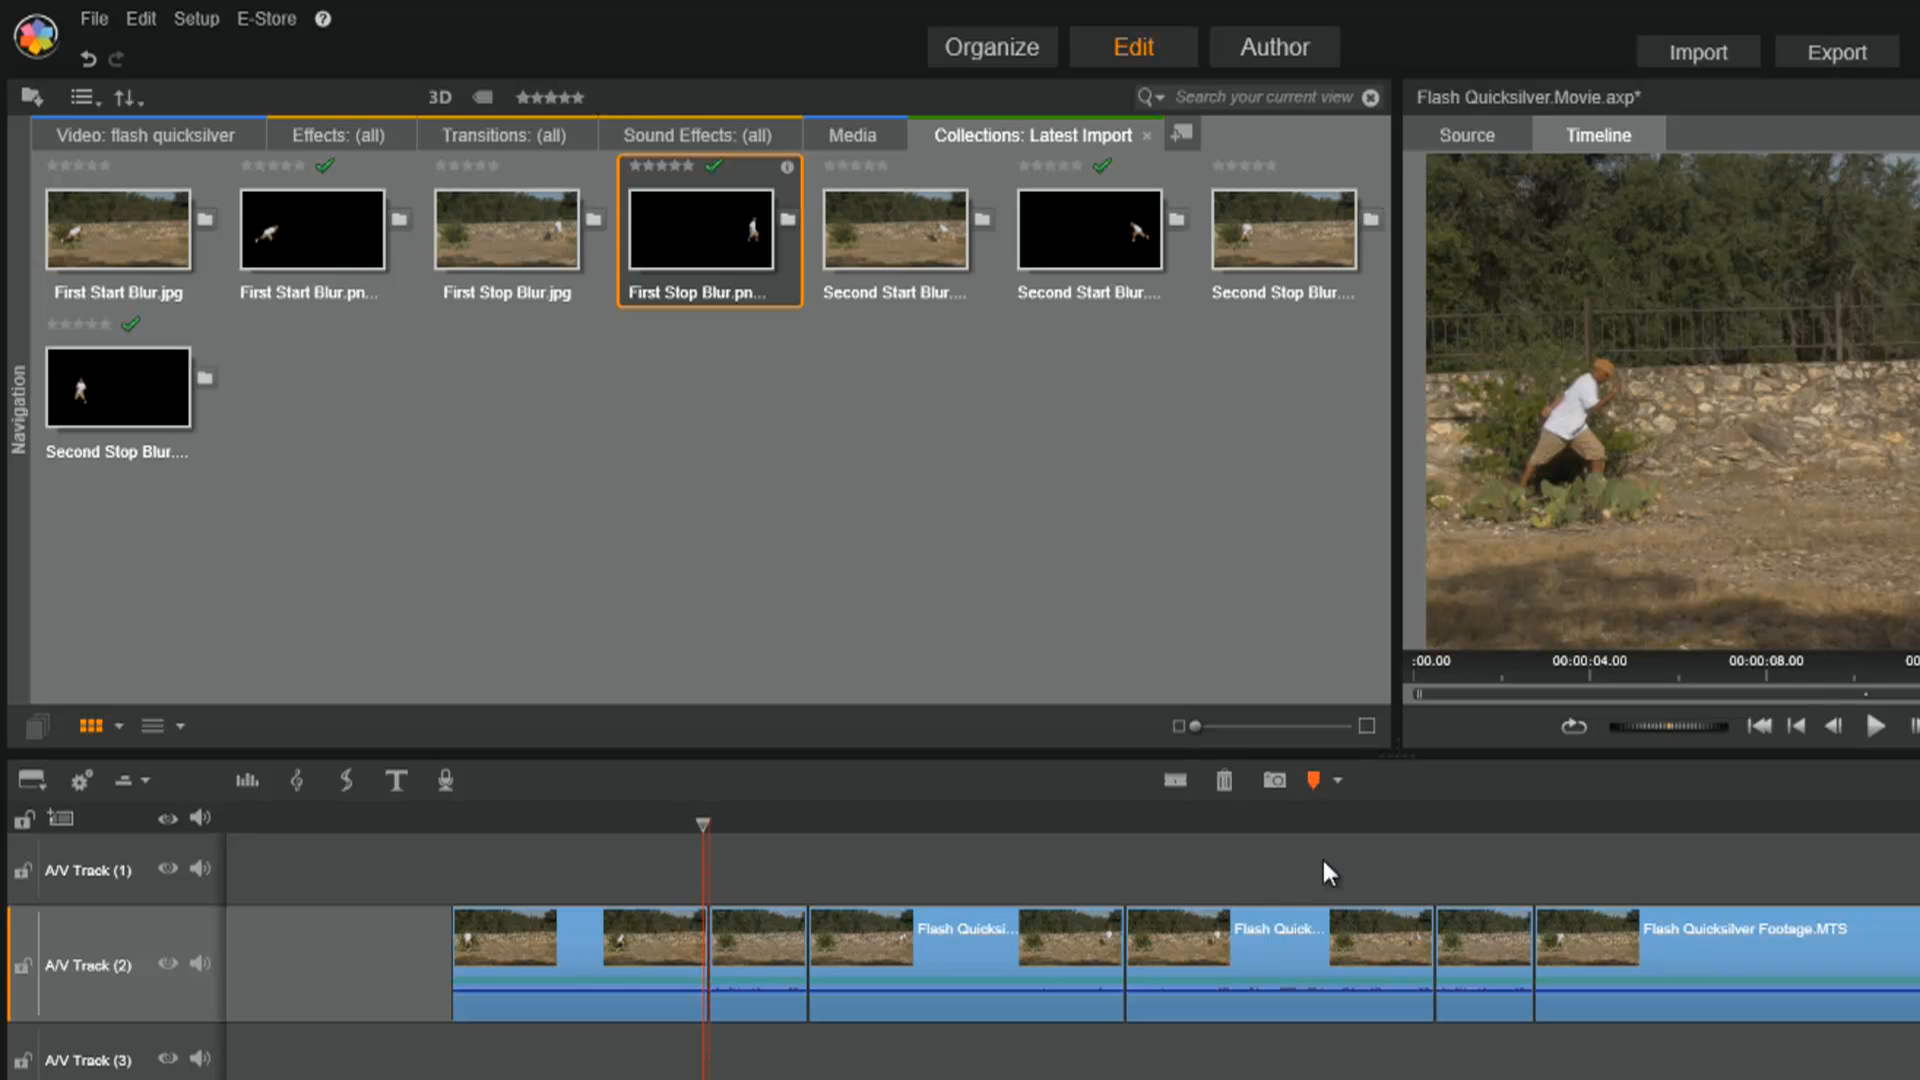 File Edit Setup E-Store ?
Organize Edit Author
Import Export
3D
Search your current view
Flash Quicksilver.Movie.axp*
Video: flash quicksilver Effects: (all) Transitions: (all) Sound Effects: (all) Media Collections: Latest Import ×
Source Timeline
First Start Blur.jpg First Start Blur.pn... First Stop Blur.jpg First Stop Blur.pn... Second Start Blur.... Second Start Blur.... Second Stop Blur....
Navigation
Second Stop Blur....
:00.00 00:00:04.00 00:00:08.00 00
A/V Track (1)
Flash Quicksi... Flash Quick... Flash Quicksilver Footage.MTS
A/V Track (2)
A/V Track (3)